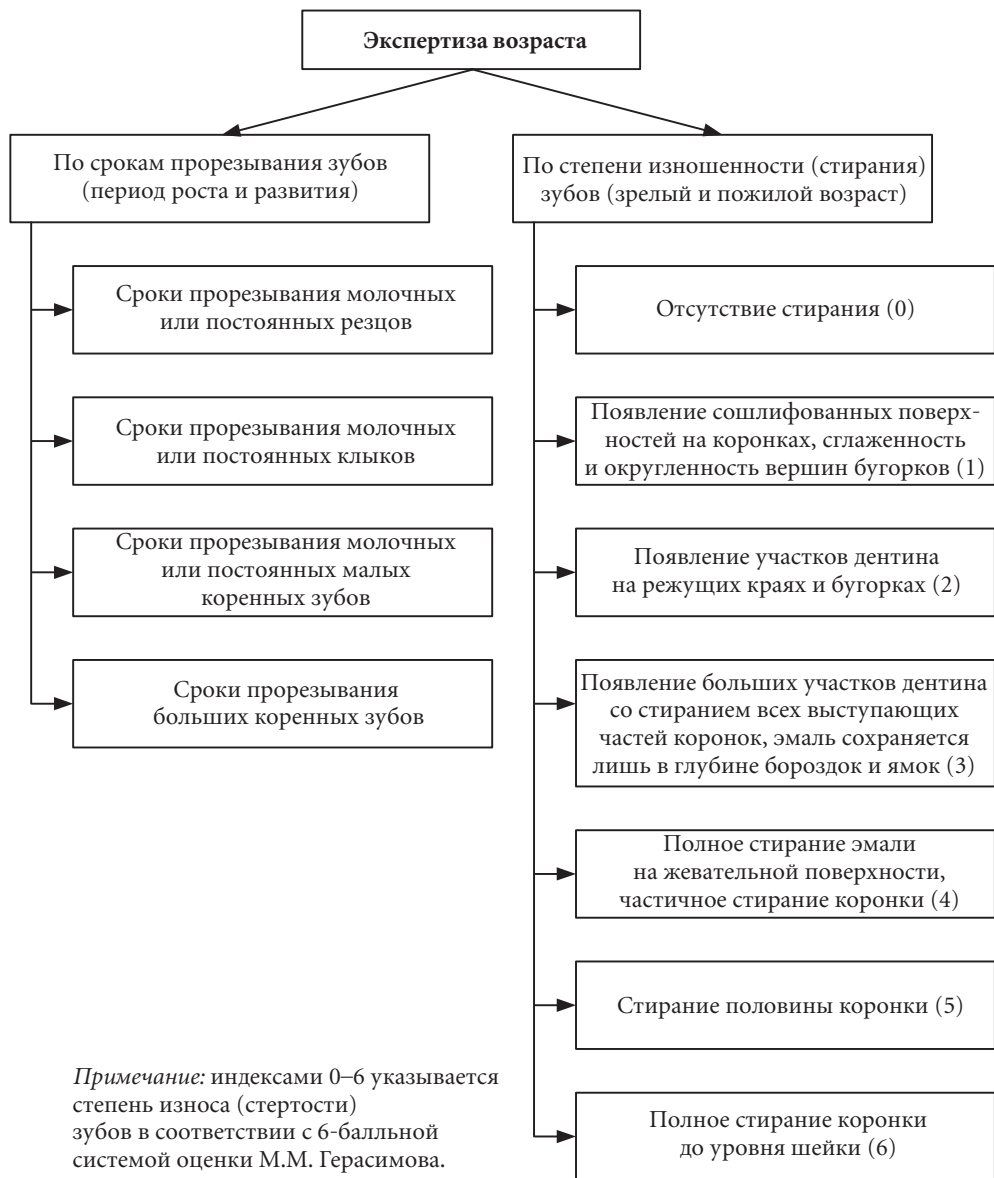 Экспертиза возраста
По срокам прорезывания зубов
(период роста и развития)
Сроки прорезывания молочных
или постоянных резцов
Сроки прорезывания молочных
или постоянных клыков
Сроки прорезывания молочных
или постоянных малых
коренных зубов
Сроки прорезывания
больших коренных зубов
По степени изношенности (стирания)
зубов (зрелый и пожилой возраст)
Отсутствие стирания (0)
Появление сошлифованных поверх-
ностей на коронках, сглаженность
и округленность вершин бугорков (1)
Появление участков дентина
на режущих краях и бугорках (2)
Появление больших участков дентина
со стиранием всех выступающих
частей коронок, эмаль сохраняется
лишь в глубине бороздок и ямок (3)
Полное стирание эмали
на жевательной поверхности,
частичное стирание коронки (4)
Стирание половины коронки (5)
Полное стирание коронки
до уровня шейки (6)
Примечание: индексами 0–6 указывается
степень износа (стертости)
зубов в соответствии с 6-балльной
системой оценки М.М. Герасимова.